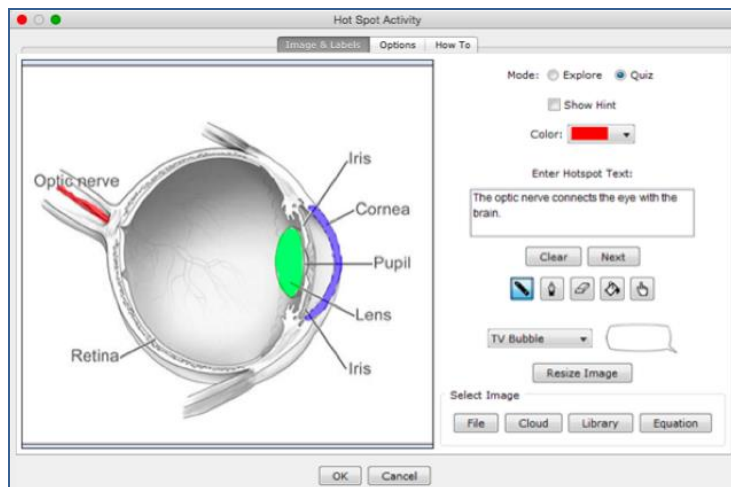 Hot Spot Activity
Image & Labels Options How To
Mode: Explore Quiz
Show Hint
Color:
Enter Hotspot Text:
The optic nerve connects the eye with the
brain.
Clear Next
TV Bubble
Resize Image
Select Image
File Cloud Library Equation
Optic nerve
Iris
Cornea
Pupil
Lens
Iris
Retina
OK Cancel